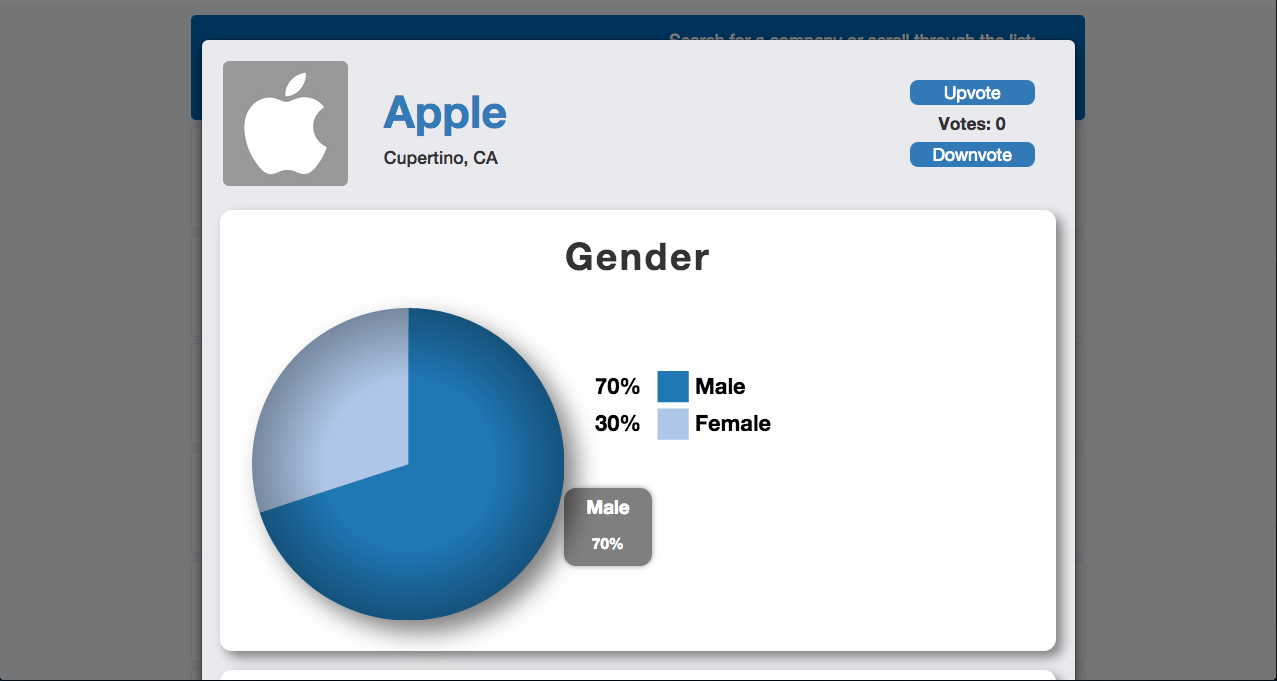 Search for a company or scroll through the list:
Apple
Cupertino, CA
Upvote
Votes: 0
Downvote
Gender
70% Male
30% Female
Male
70%